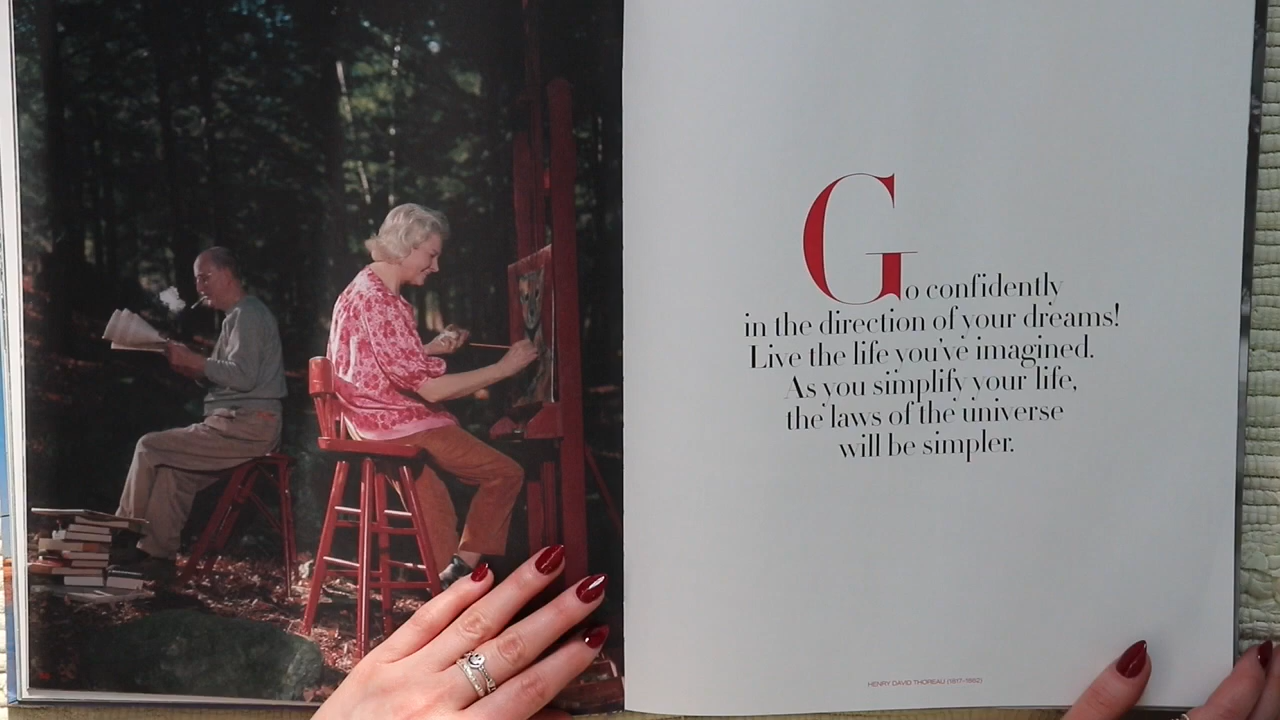 Go confidently
in the direction of your dreams!
Live the life you've imagined.
As you simplify your life,
the laws of the universe
will be simpler.
HENRY DAVID THOREAU (1817–1862)